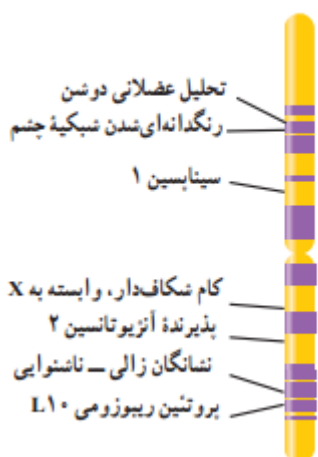 تحلیل عضلانی دوشن
رنگدانه‌ای‌شدن شبکیهٔ چشم
سیناپسین ۱
کام شکاف‌دار، وابسته به X
پذیرندهٔ آنژیوتانسین ۲
نشانگان زالی ــ ناشنوایی
پروتئین ریبوزومی L۱۰